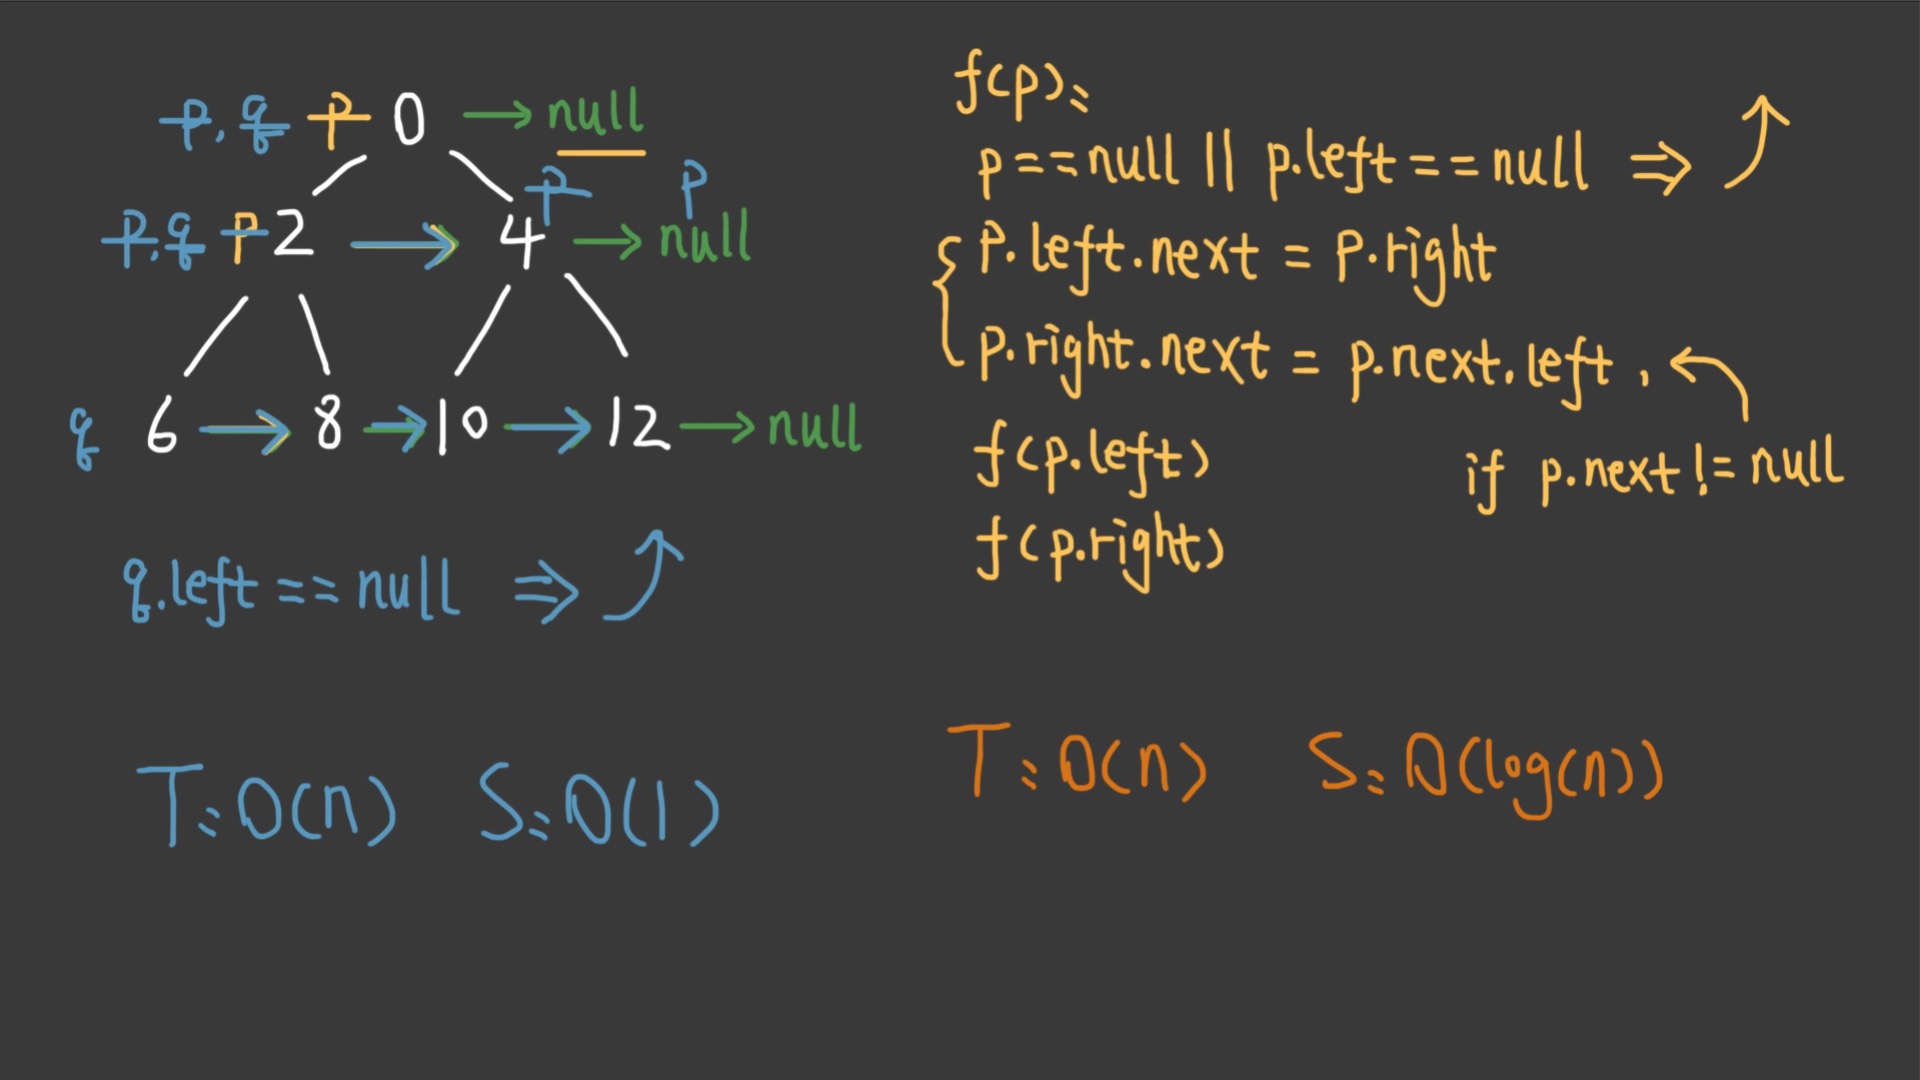 p, q p 0 → null
p p
p, q p 2 → 4 → null
q 6 → 8 → 10 → 12 → null
q.left == null ⇒
T: O(n) S: O(1)
f(p):
p == null || p.left == null ⇒
{ p.left.next = p.right
p.right.next = p.next.left,
if p.next != null
f(p.left)
f(p.right)
T: O(n) S: O(log(n))